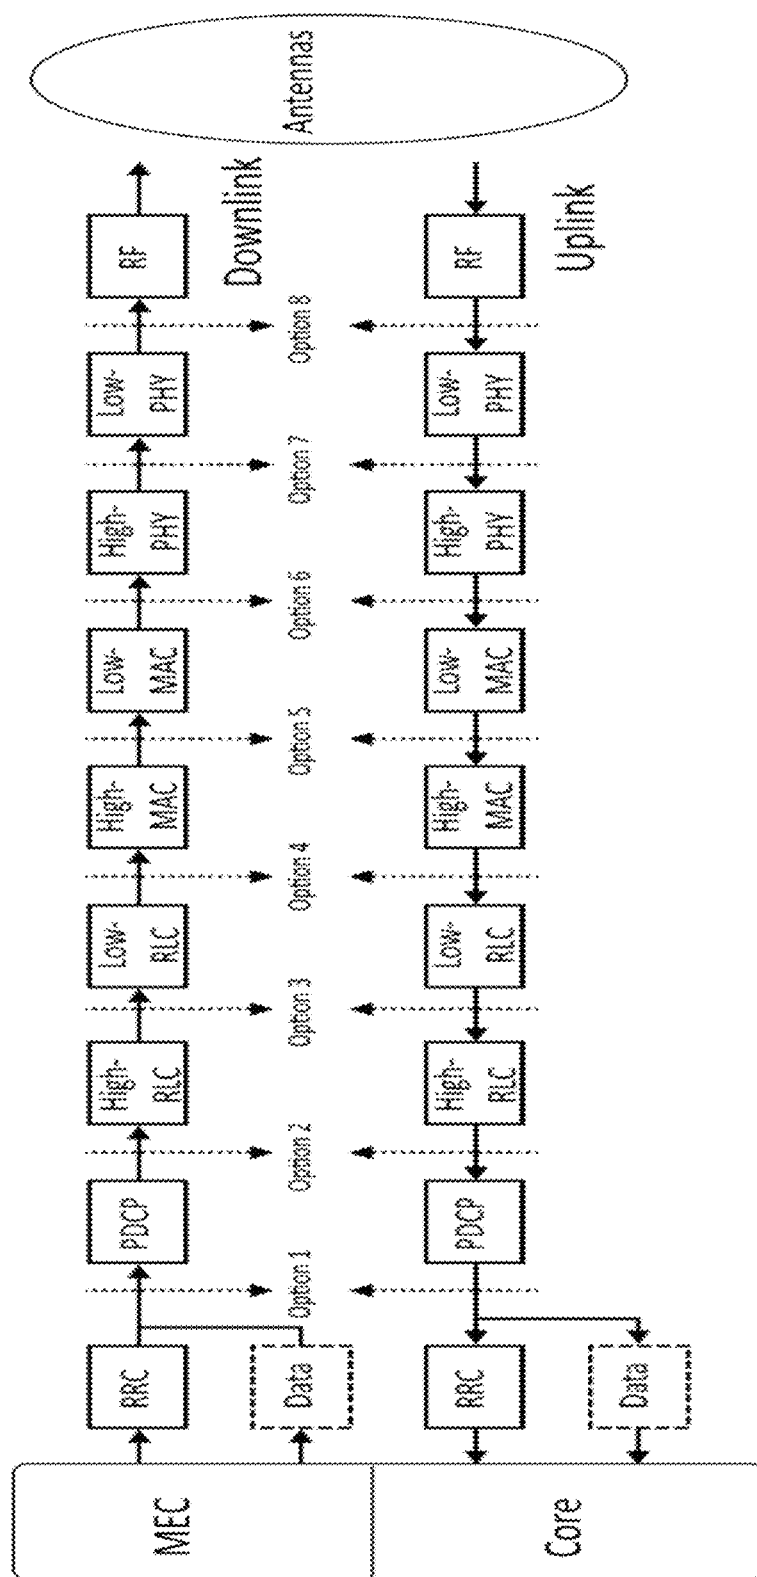 MEC
RRC
PDCP
High-
RLC
Low-
RLC
High-
MAC
Low-
MAC
High-
PHY
Low-
PHY
RF
Data
Downlink
Option 1
Option 2
Option 3
Option 4
Option 5
Option 6
Option 7
Option 8
Antennas
Core
RRC
PDCP
High-
RLC
Low-
RLC
High-
MAC
Low-
MAC
High-
PHY
Low-
PHY
RF
Data
Uplink